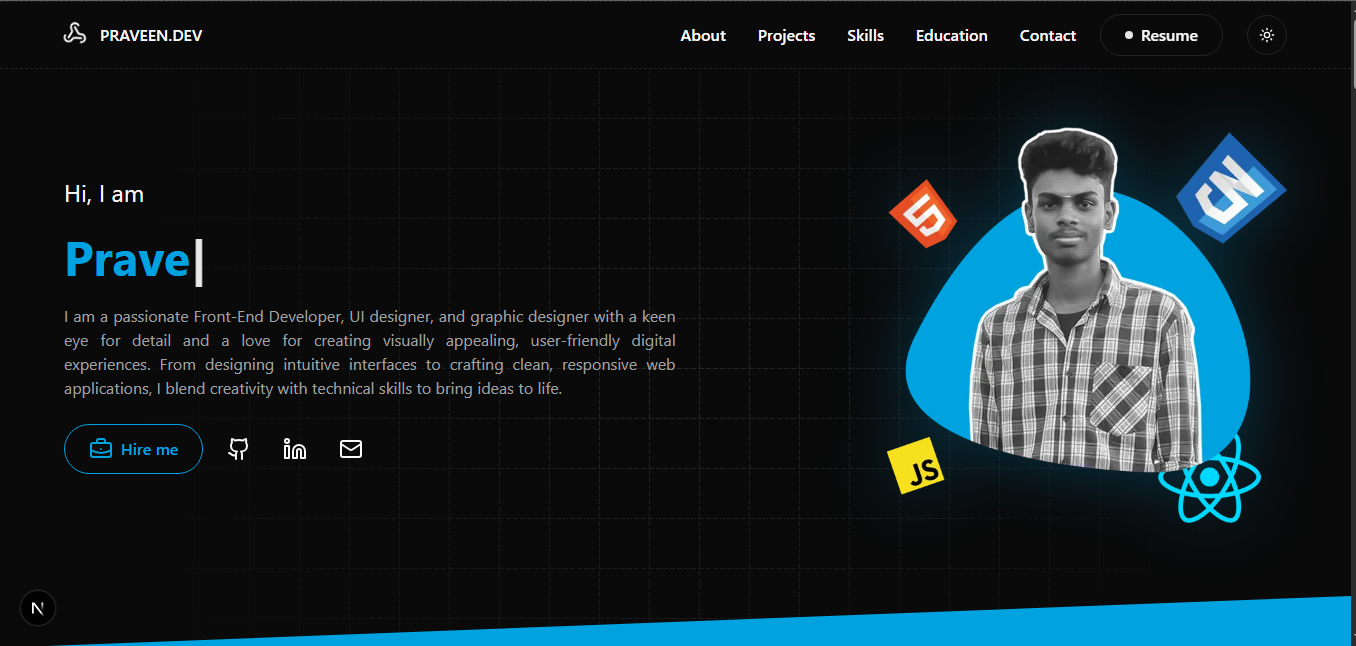 PRAVEEN.DEV
About Projects Skills Education Contact Resume
Hi, I am
Prave
I am a passionate Front-End Developer, UI designer, and graphic designer with a keen
eye for detail and a love for creating visually appealing, user-friendly digital
experiences. From designing intuitive interfaces to crafting clean, responsive web
applications, I blend creativity with technical skills to bring ideas to life.
Hire me
in
5
JS
N